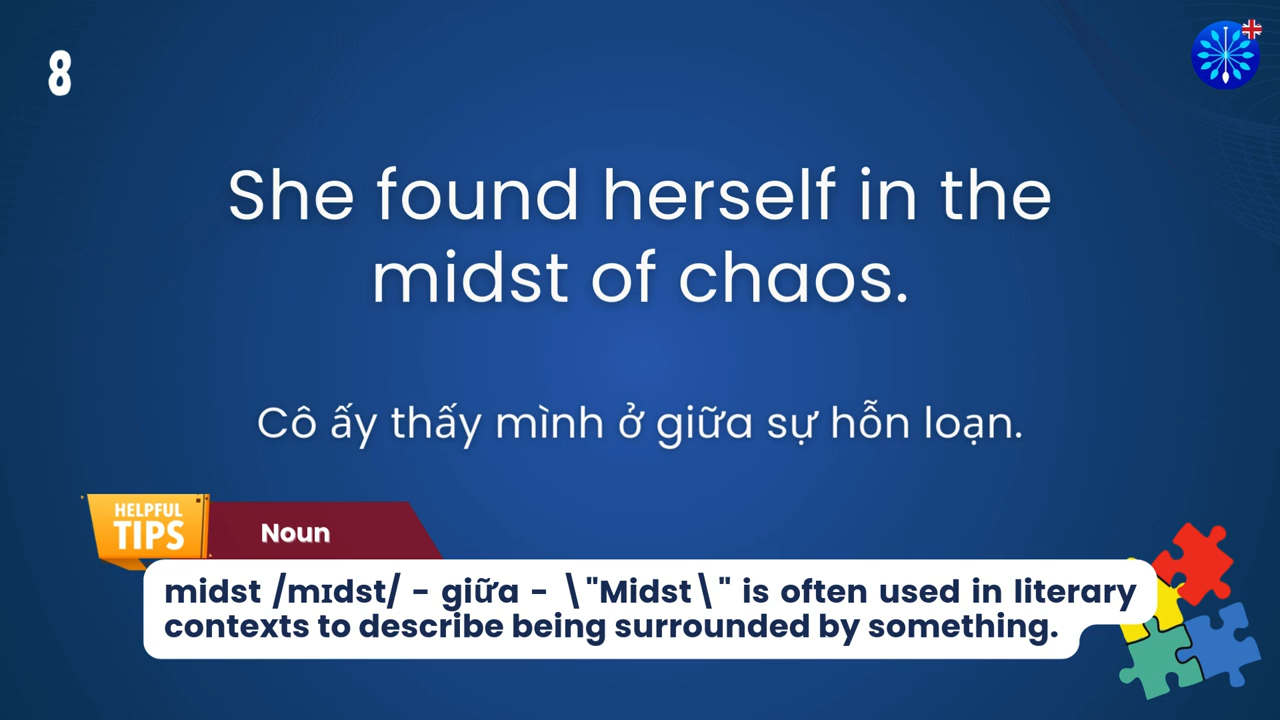 8
She found herself in the
midst of chaos.
Cô ấy thấy mình ở giữa sự hỗn loạn.
HELPFUL
TIPS
Noun
midst /mɪdst/ - giữa - \"Midst\" is often used in literary
contexts to describe being surrounded by something.